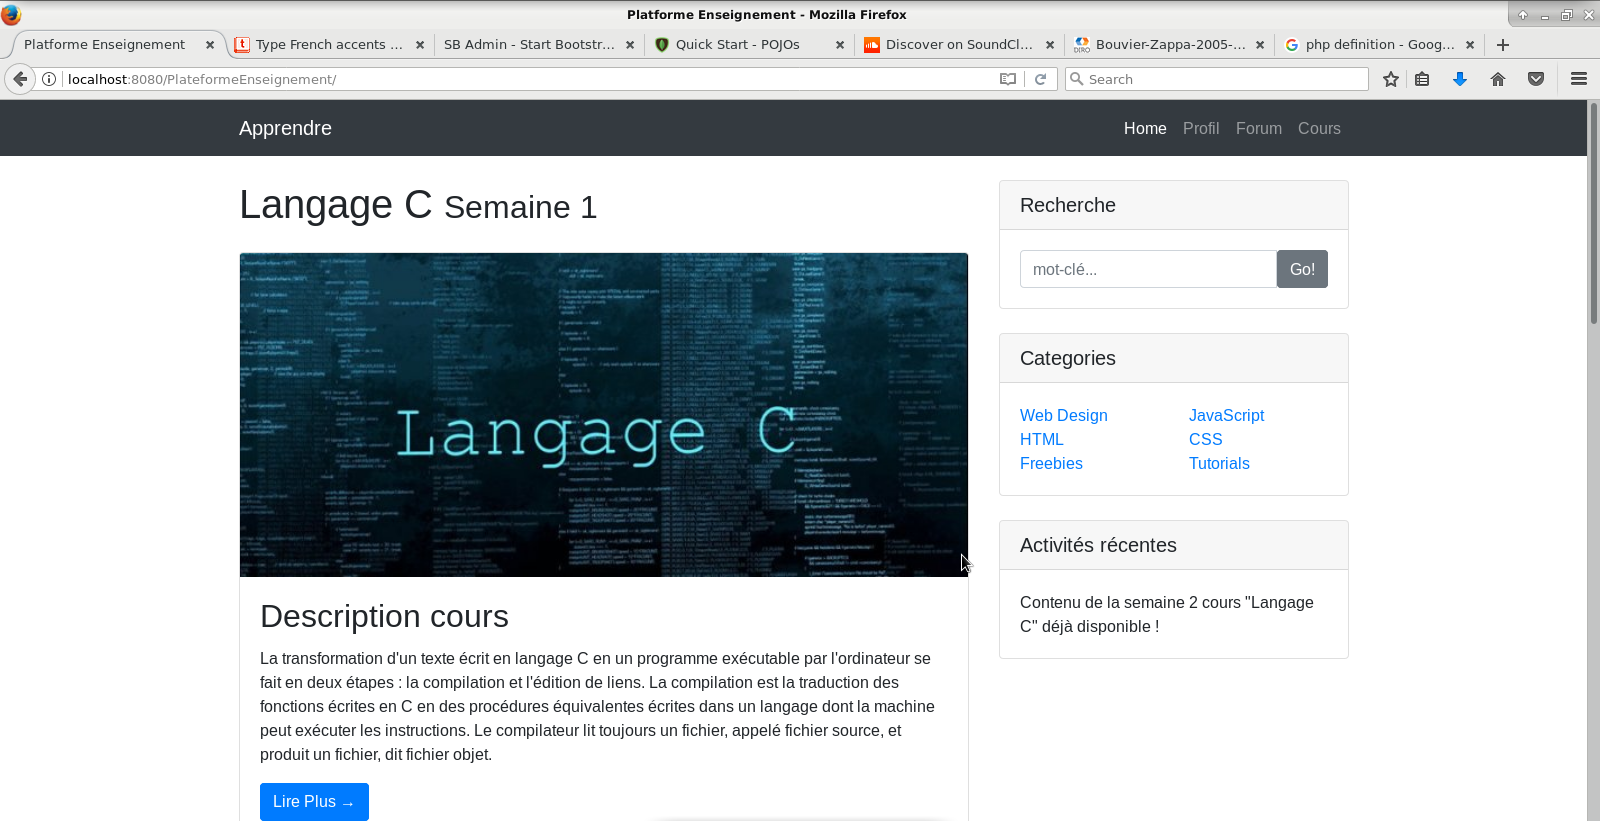 Platforme Enseignement - Mozilla Firefox
Platforme Enseignement
Type French accents ...
SB Admin - Start Bootstr...
Quick Start - POJOs
Discover on SoundCl...
Bouvier-Zappa-2005-...
php definition - Goog...
localhost:8080/PlateformeEnseignement/
Search
Apprendre
Home Profil Forum Cours
Langage C Semaine 1
Langage C
Description cours
La transformation d'un texte écrit en langage C en un programme exécutable par l'ordinateur se
fait en deux étapes : la compilation et l'édition de liens. La compilation est la traduction des
fonctions écrites en C en des procédures équivalentes écrites dans un langage dont la machine
peut exécuter les instructions. Le compilateur lit toujours un fichier, appelé fichier source, et
produit un fichier, dit fichier objet.
Lire Plus →
Recherche
mot-clé... Go!
Categories
Web Design JavaScript
HTML CSS
Freebies Tutorials
Activités récentes
Contenu de la semaine 2 cours "Langage
C" déjà disponible !